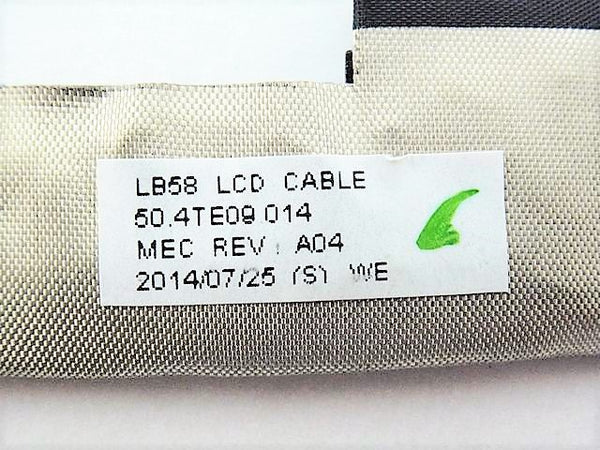 LB58 LCD CABLE
50.4TE09.014
MEC REV : A04
2014/07/25 (S) WE